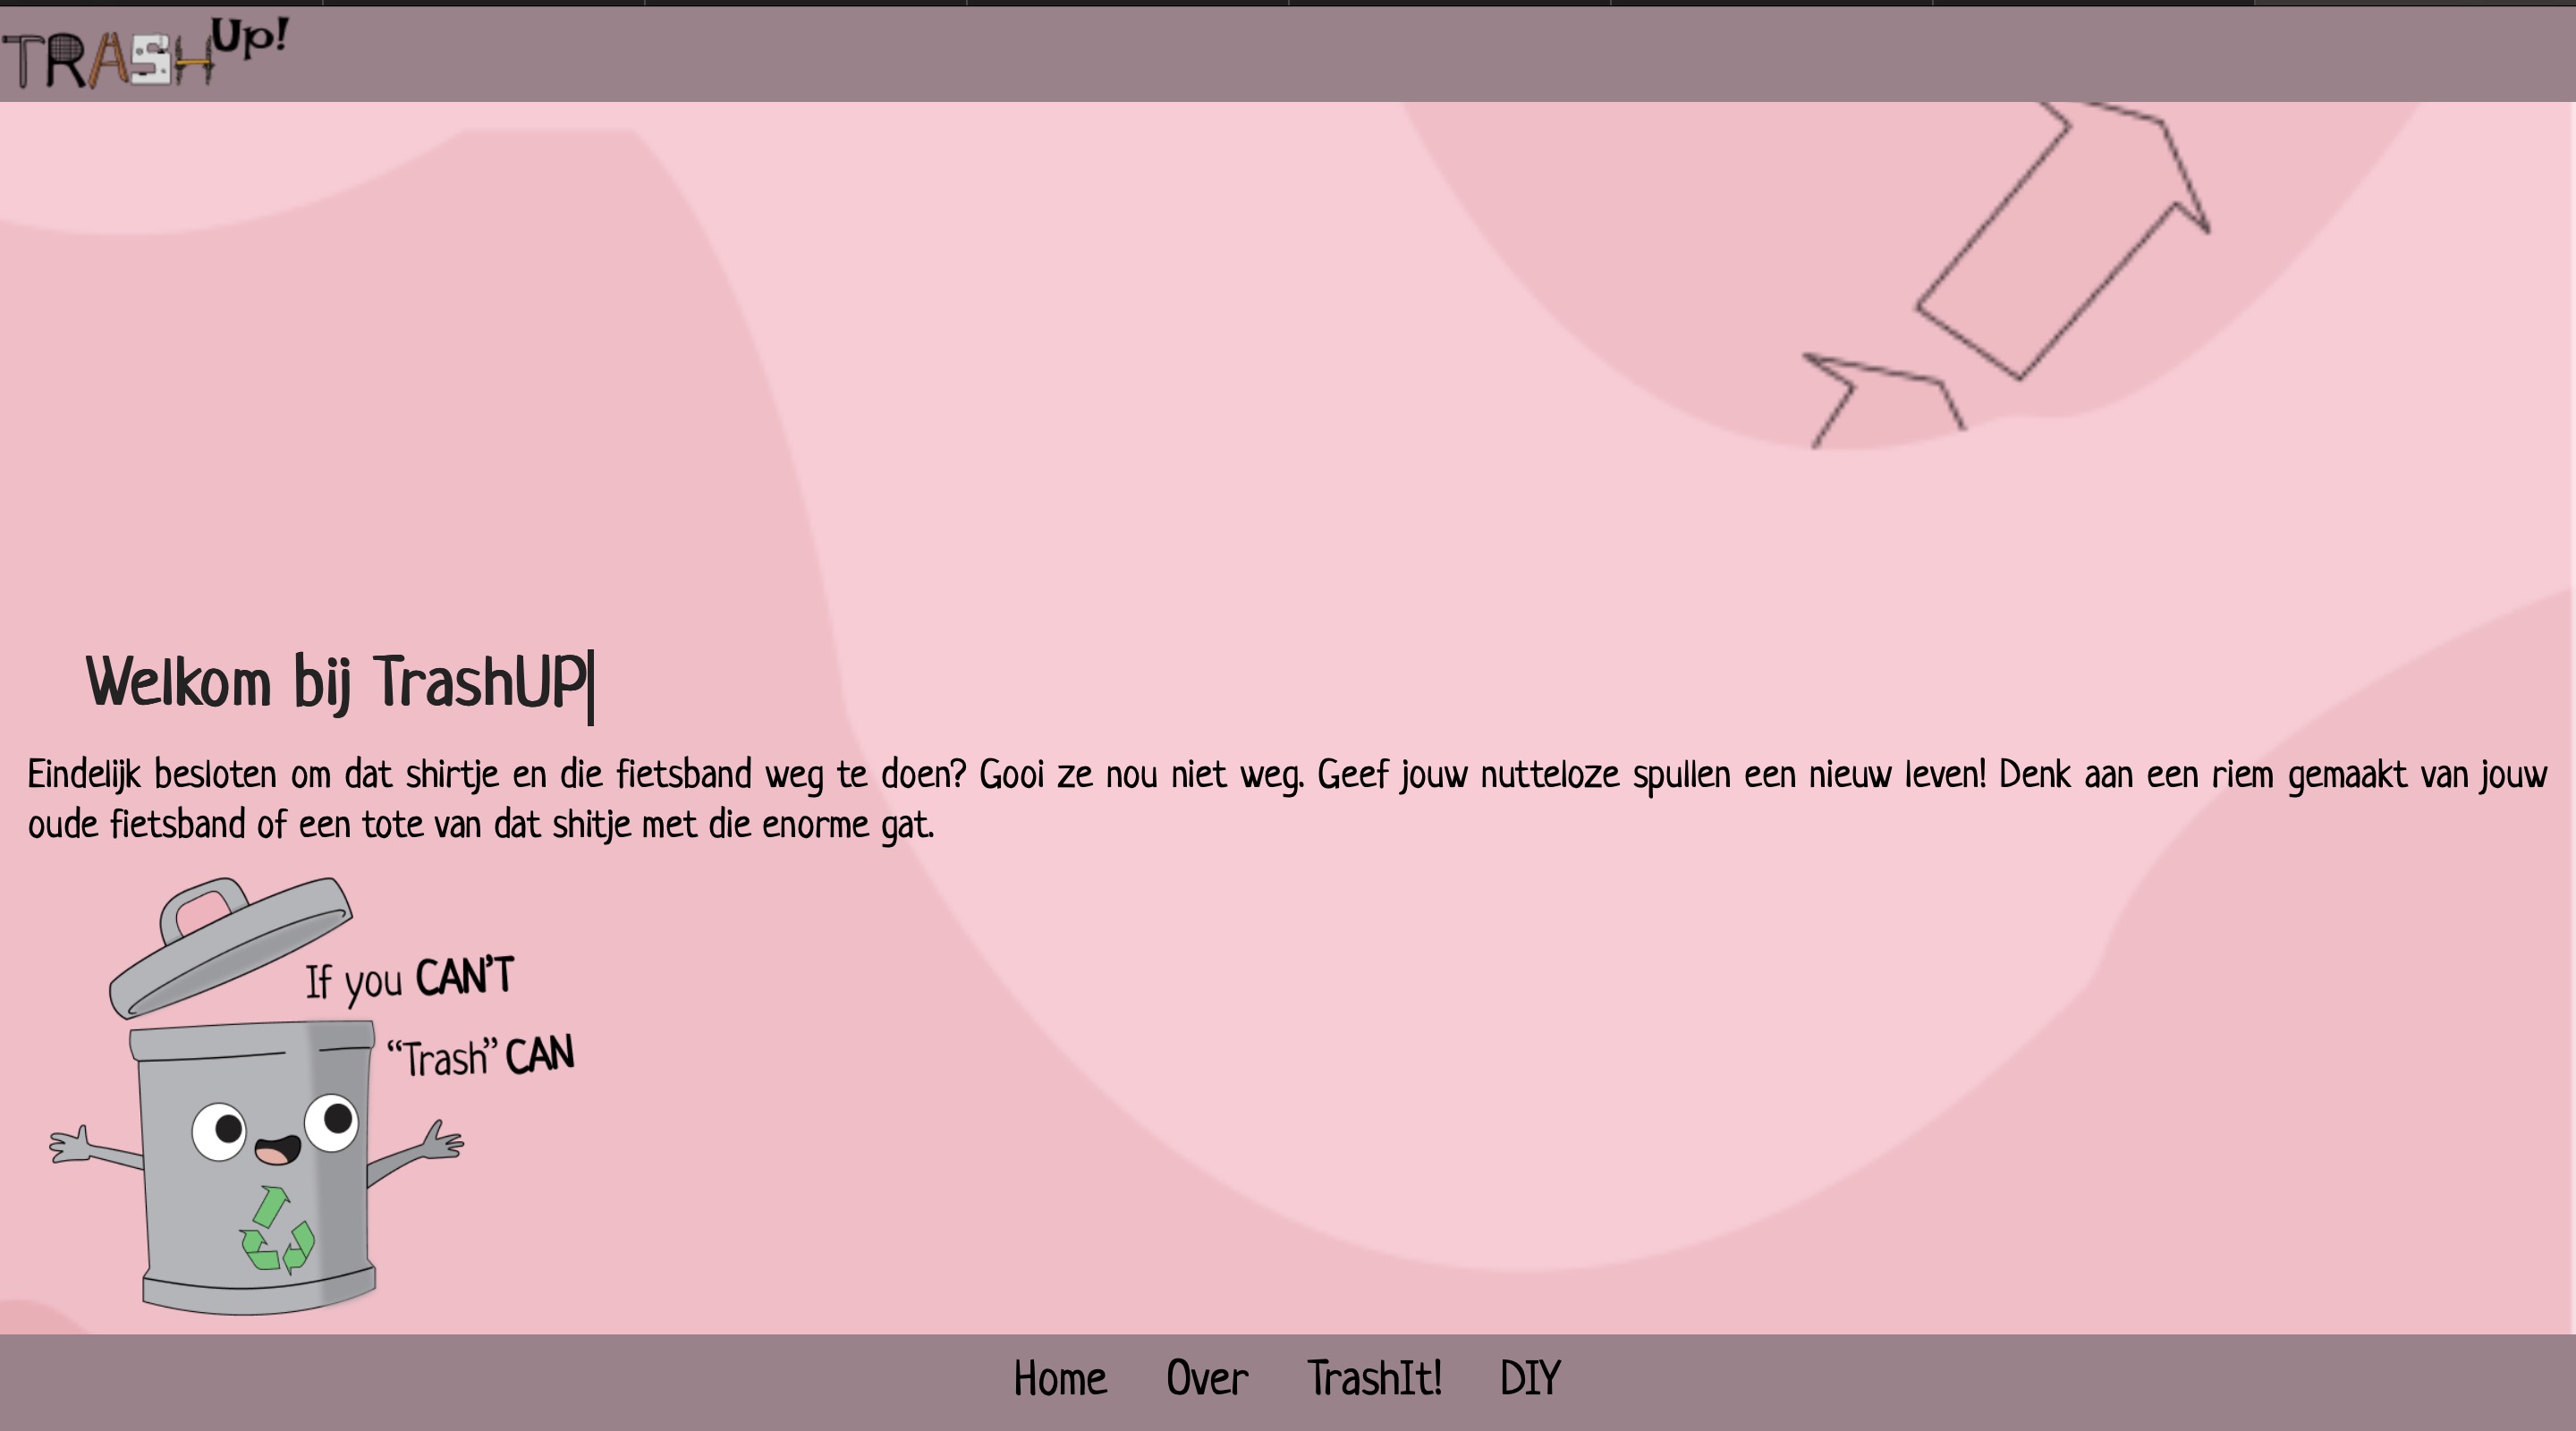 TRASH Up!
Welkom bij TrashUP
Eindelijk besloten om dat shirtje en die fietsband weg te doen? Gooi ze nou niet weg. Geef jouw nutteloze spullen een nieuw leven! Denk aan een riem gemaakt van jouw
oude fietsband of een tote van dat shitje met die enorme gat.
If you CAN'T
“Trash” CAN
Home Over TrashIt! DIY